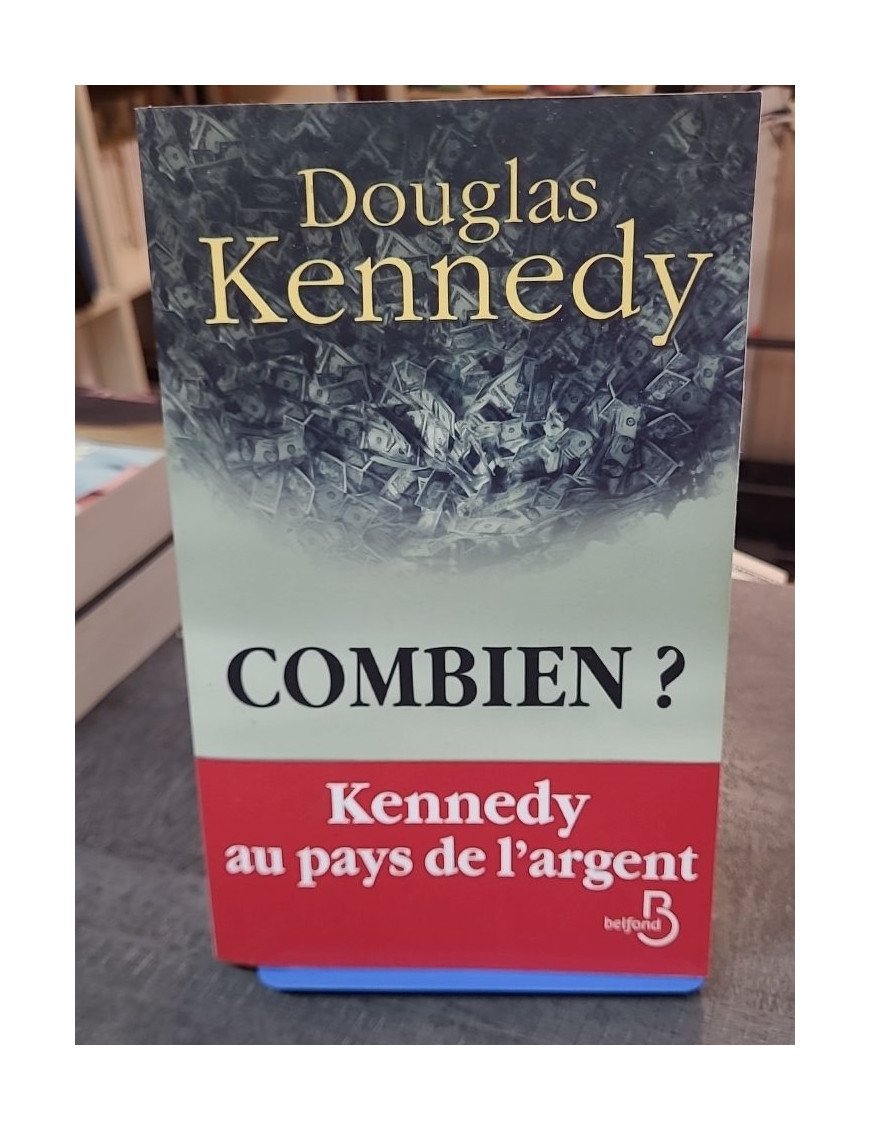 Douglas
Kennedy
COMBIEN ?
Kennedy
au pays de l'argent
belfond